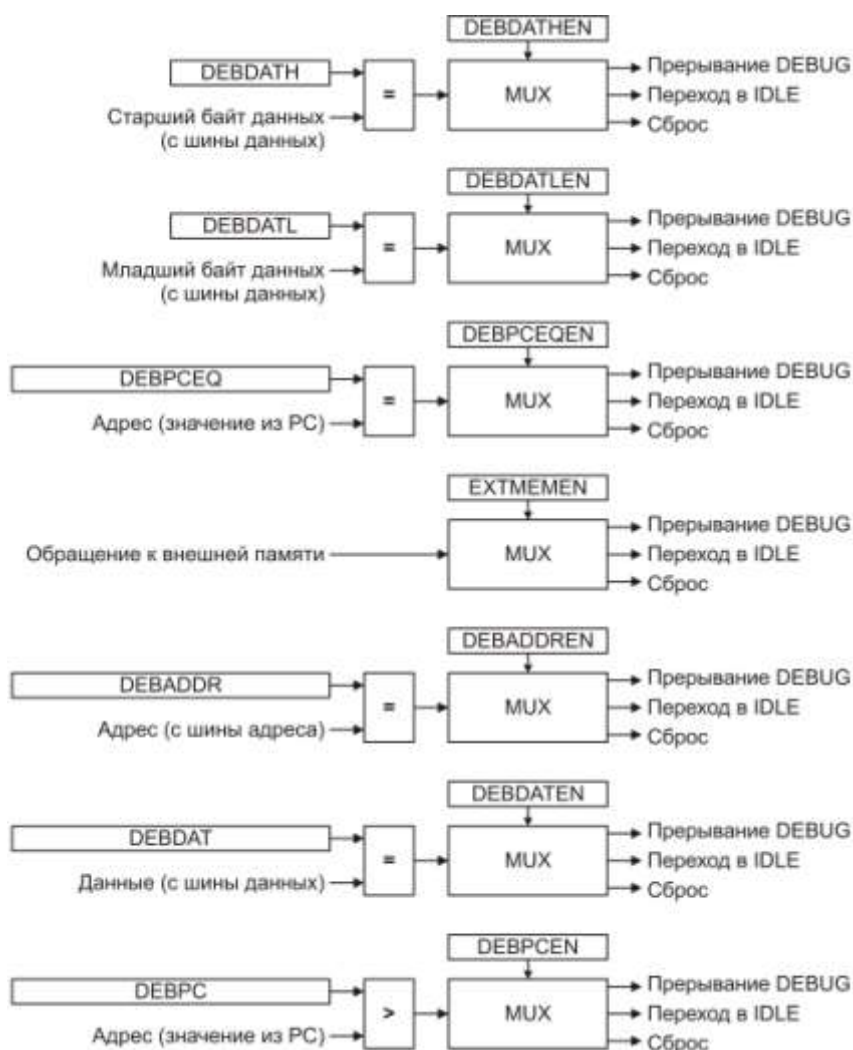 DEBDATHEN
DEBDATH
=
MUX
Прерывание DEBUG
Переход в IDLE
Сброс
Старший байт данных
(с шины данных)
DEBDATLEN
DEBDATL
=
MUX
Прерывание DEBUG
Переход в IDLE
Сброс
Младший байт данных
(с шины данных)
DEBPCEQEN
DEBPCEQ
=
MUX
Прерывание DEBUG
Переход в IDLE
Сброс
Адрес (значение из PC)
EXTMEMEN
Обращение к внешней памяти
MUX
Прерывание DEBUG
Переход в IDLE
Сброс
DEBADDREN
DEBADDR
=
MUX
Прерывание DEBUG
Переход в IDLE
Сброс
Адрес (с шины адреса)
DEBDATEN
DEBDAT
=
MUX
Прерывание DEBUG
Переход в IDLE
Сброс
Данные (с шины данных)
DEBPCEN
DEBPC
>
MUX
Прерывание DEBUG
Переход в IDLE
Сброс
Адрес (значение из PC)